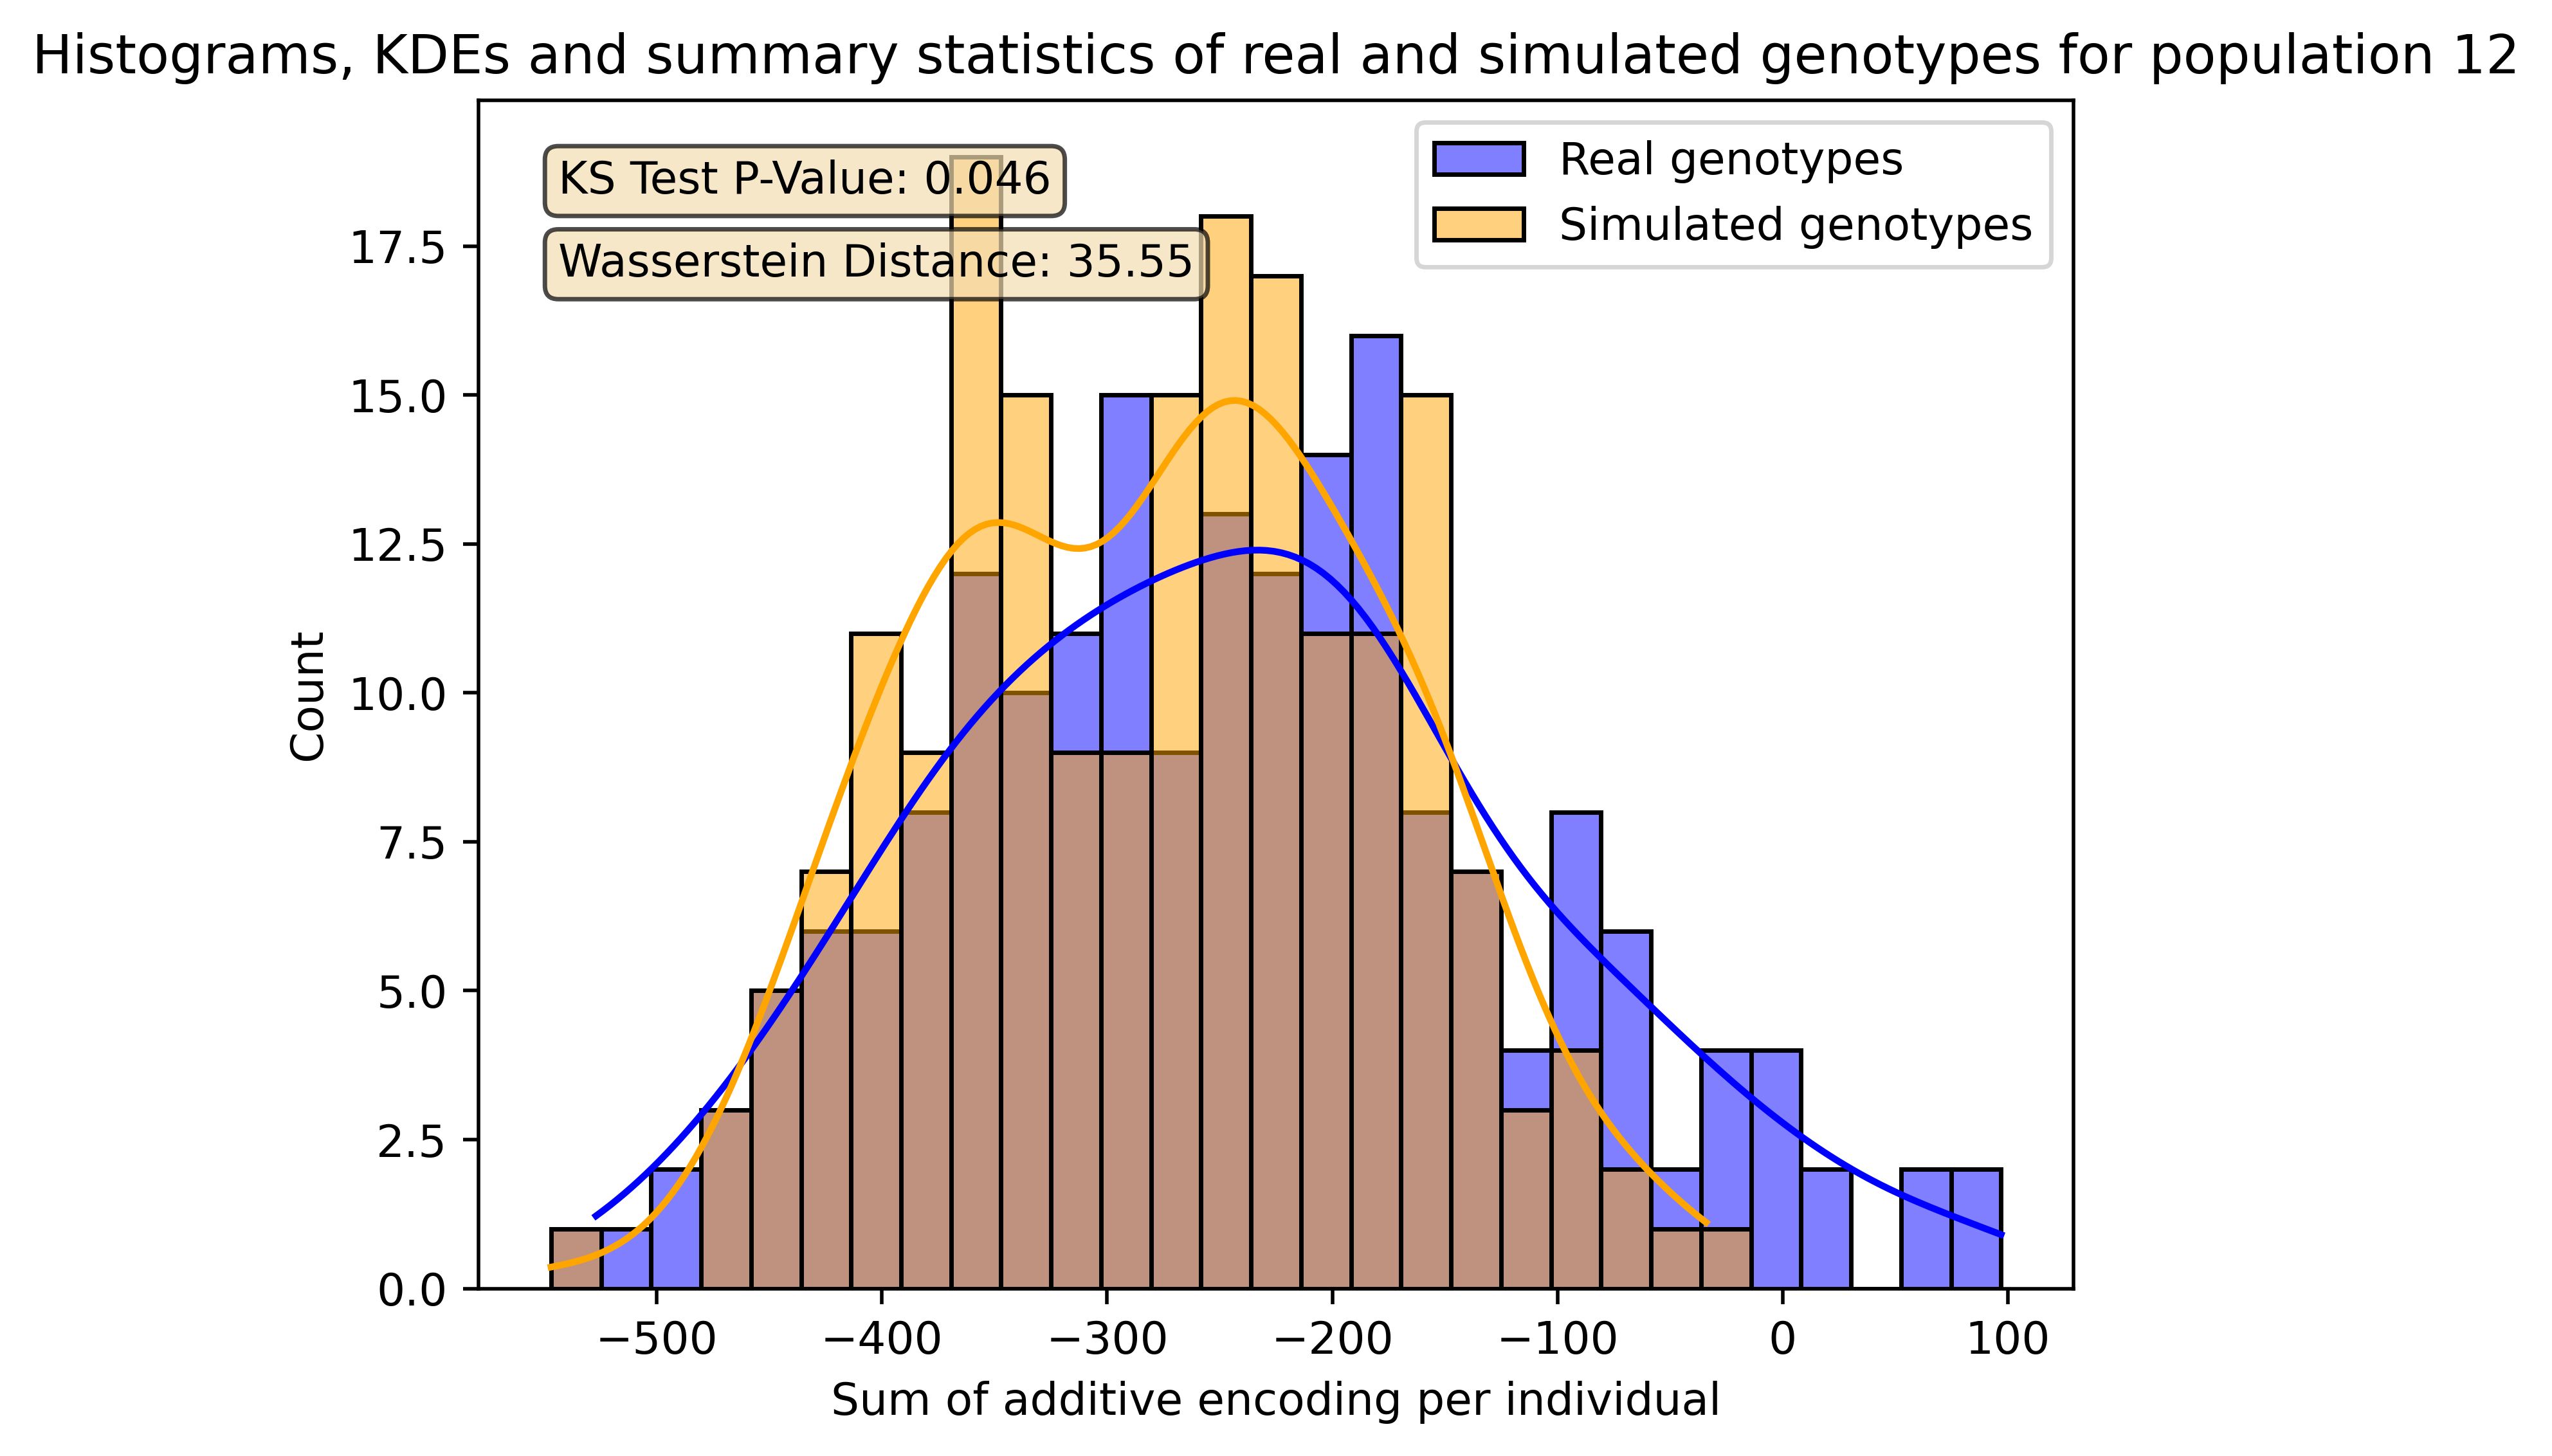 Histograms, KDEs and summary statistics of real and simulated genotypes for population 12
KS Test P-Value: 0.046
Wasserstein Distance: 35.55
Real genotypes
Simulated genotypes
17.5
15.0
12.5
10.0
7.5
5.0
2.5
0.0
Count
−500 −400 −300 −200 −100 0 100
Sum of additive encoding per individual